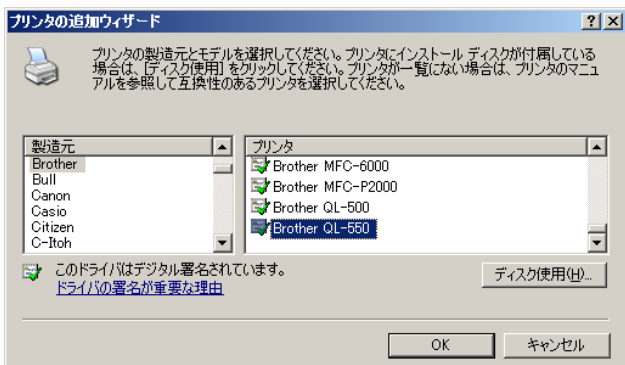 プリンタの追加ウィザード
プリンタの製造元とモデルを選択してください。プリンタにインストール ディスクが付属している
場合は、[ディスク使用] をクリックしてください。プリンタが一覧にない場合は、プリンタのマニュ
アルを参照して互換性のあるプリンタを選択してください。
製造元
Brother
Bull
Canon
Casio
Citizen
C-Itoh
プリンタ
Brother MFC-6000
Brother MFC-P2000
Brother QL-500
Brother QL-550
このドライバはデジタル署名されています。
ドライバの署名が重要な理由
ディスク使用(H)...
OK
キャンセル